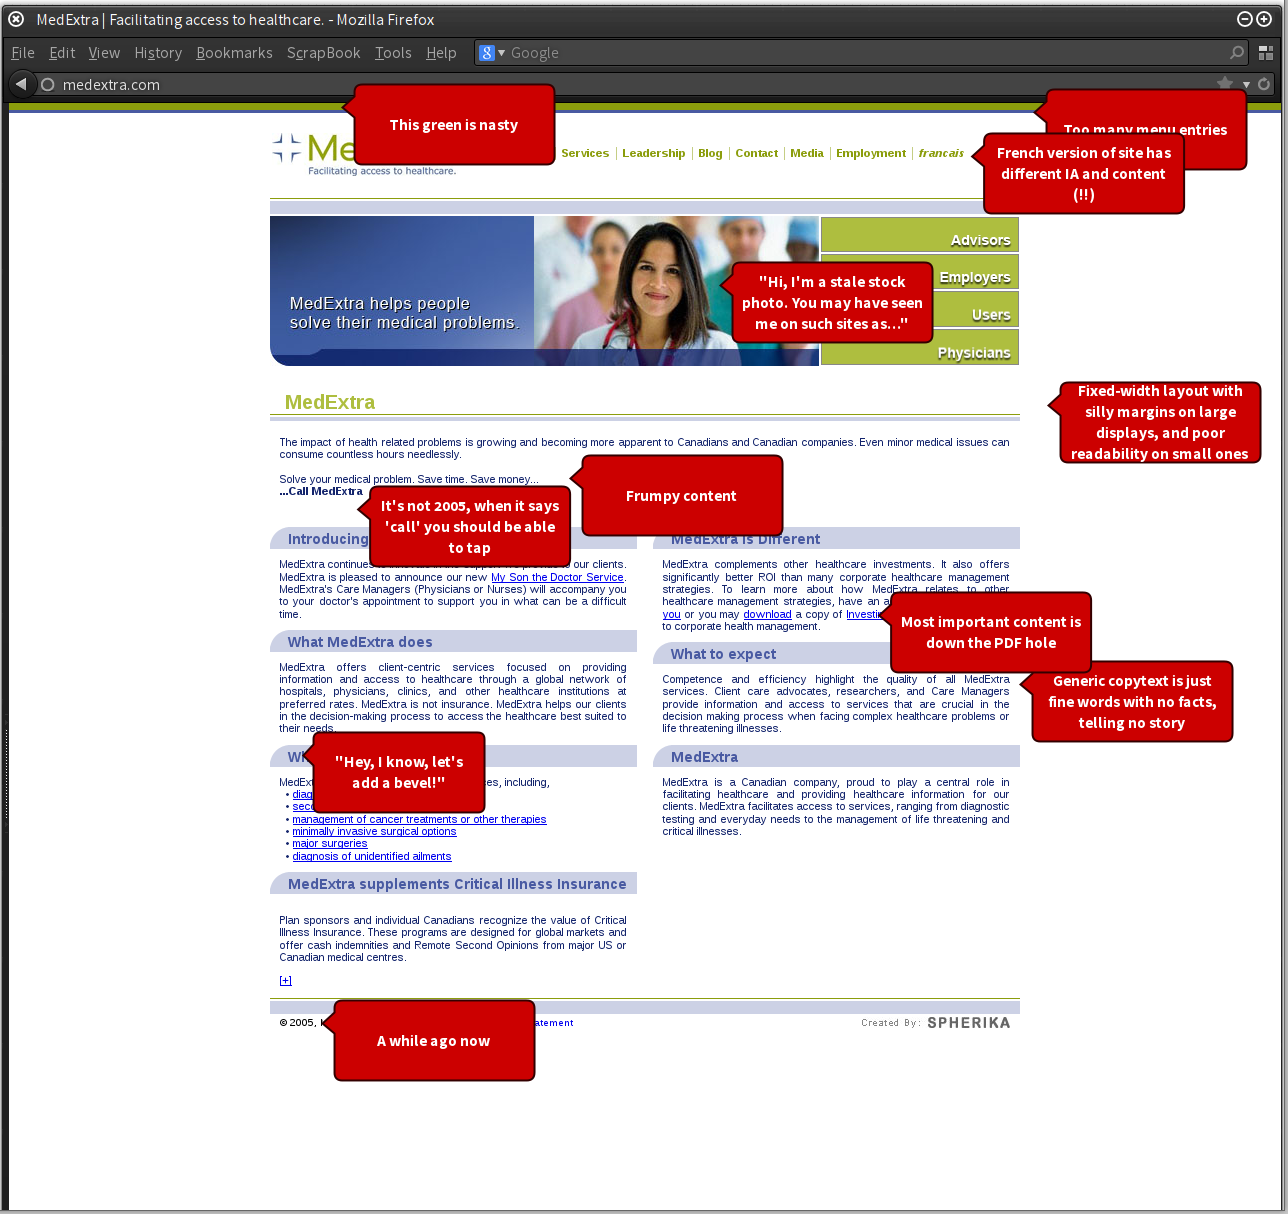 MedExtra | Facilitating access to healthcare. - Mozilla Firefox
File Edit View History Bookmarks ScrapBook Tools Help
Google
medextra.com
This green is nasty
Too many menu entries
Me
Facilitating access to healthcare.
Services | Leadership | Blog | Contact | Media | Employment | francais
French version of site has
different IA and content
(!!)
MedExtra helps people
solve their medical problems.
"Hi, I'm a stale stock
photo. You may have seen
me on such sites as..."
Advisors
Employers
Users
Physicians
Fixed-width layout with
silly margins on large
displays, and poor
readability on small ones
MedExtra
The impact of health related problems is growing and becoming more apparent to Canadians and Canadian companies. Even minor medical issues can
consume countless hours needlessly.
Solve your medical problem. Save time. Save money...
...Call MedExtra
Frumpy content
It's not 2005, when it says
'call' you should be able
to tap
Introducing
MedExtra continues to innovate in the support we provide to our clients.
MedExtra is pleased to announce our new My Son the Doctor Service.
MedExtra's Care Managers (Physicians or Nurses) will accompany you
to your doctor's appointment to support you in what can be a difficult
time.
What MedExtra does
MedExtra offers client-centric services focused on providing
information and access to healthcare through a global network of
hospitals, physicians, clinics, and other healthcare institutions at
preferred rates. MedExtra is not insurance. MedExtra helps our clients
in the decision-making process to access the healthcare best suited to
their needs.
"Hey, I know, let's
add a bevel!"
es, including,
• diag
• seco
• management of cancer treatments or other therapies
• minimally invasive surgical options
• major surgeries
• diagnosis of unidentified ailments
MedExtra supplements Critical Illness Insurance
Plan sponsors and individual Canadians recognize the value of Critical
Illness Insurance. These programs are designed for global markets and
offer cash indemnities and Remote Second Opinions from major US or
Canadian medical centres.
[+]
MedExtra is Different
MedExtra complements other healthcare investments. It also offers
significantly better ROI than many corporate healthcare management
strategies. To learn more about how MedExtra relates to other
healthcare management strategies, have an a
you or you may download a copy of Investin
to corporate health management.
Most important content is
down the PDF hole
What to expect
Competence and efficiency highlight the quality of all MedExtra
services. Client care advocates, researchers, and Care Managers
provide information and access to services that are crucial in the
decision making process when facing complex healthcare problems or
life threatening illnesses.
Generic copytext is just
fine words with no facts,
telling no story
MedExtra
MedExtra is a Canadian company, proud to play a central role in
facilitating healthcare and providing healthcare information for our
clients. MedExtra facilitates access to services, ranging from diagnostic
testing and everyday needs to the management of life threatening and
critical illnesses.
© 2005,
A while ago now
atement
Created By: SPHERIKA